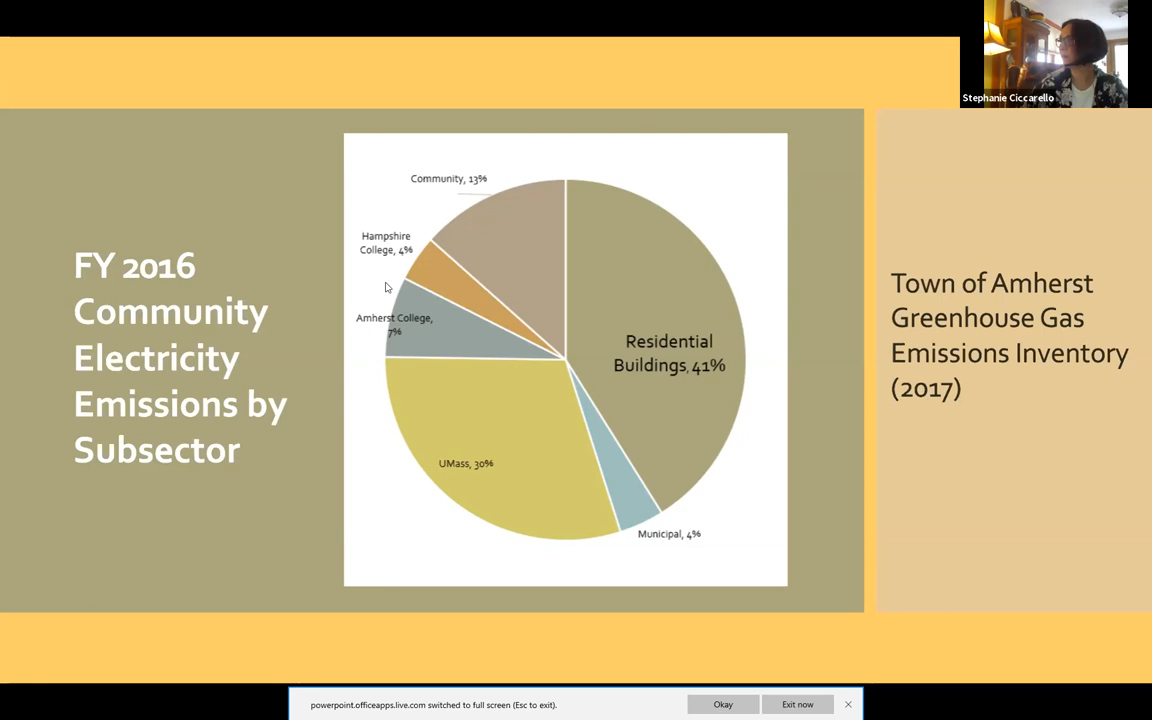 Stephanie Ciccarello
FY 2016
Community
Electricity
Emissions by
Subsector
Community, 13%
Hampshire
College, 4%
Amherst College,
7%
Residential
Buildings, 41%
UMass, 30%
Municipal, 4%
Town of Amherst
Greenhouse Gas
Emissions Inventory
(2017)
powerpoint.officeapps.live.com switched to full screen (Esc to exit).
Okay
Exit now